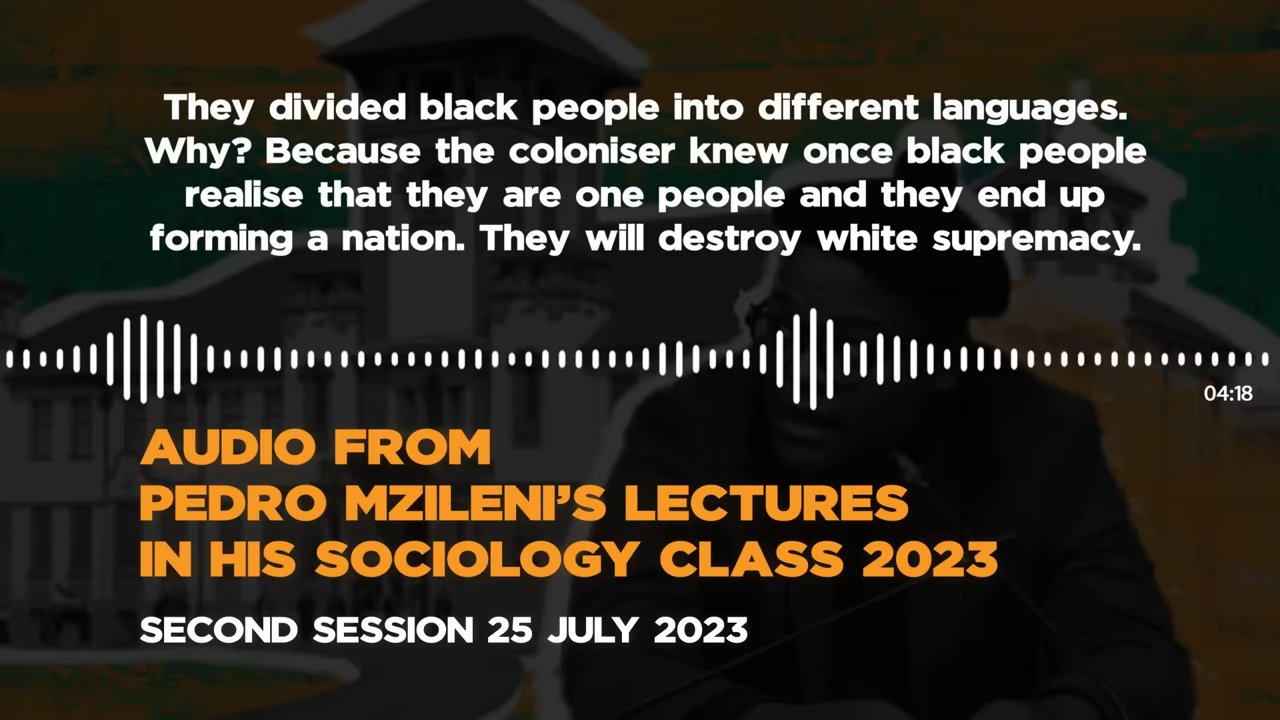 They divided black people into different languages.
Why? Because the coloniser knew once black people
realise that they are one people and they end up
forming a nation. They will destroy white supremacy.
04:18
AUDIO FROM
PEDRO MZILENI'S LECTURES
IN HIS SOCIOLOGY CLASS 2023
SECOND SESSION 25 JULY 2023